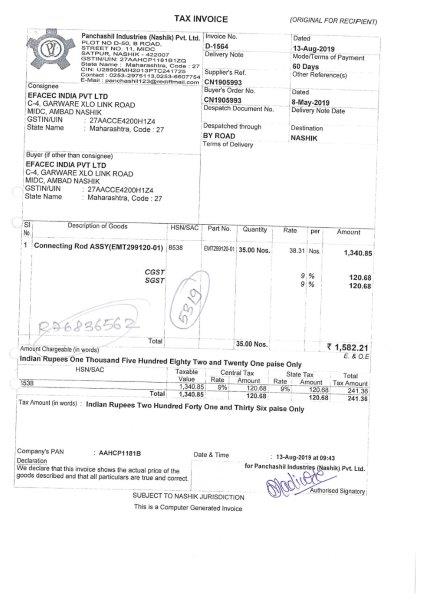 TAX INVOICE
(ORIGINAL FOR RECIPIENT)
Panchashil Industries (Nashik) Pvt. Ltd.
PLOT NO D-50, B ROAD,
STREET NO. 11, MIDC
SATPUR, NASHIK - 422007
GSTIN/UIN: 27AAHCP1181B1ZQ
State Name : Maharashtra, Code : 27
CIN: U28999MH2013PTC241725
Contact : 0253-2975113,0253-6607754
E-Mail : panchashil123@rediffmail.com
Invoice No.
D-1564
Dated
13-Aug-2019
Delivery Note
Mode/Terms of Payment
60 Days
Supplier's Ref.
CN1905993
Other Reference(s)
Buyer's Order No.
CN1905993
Dated
8-May-2019
Despatch Document No.
Delivery Note Date
Despatched through
BY ROAD
Destination
NASHIK
Terms of Delivery
Consignee
EFACEC INDIA PVT LTD
C-4, GARWARE XLO LINK ROAD
MIDC, AMBAD NASHIK
GSTIN/UIN : 27AACCE4200H1Z4
State Name : Maharashtra, Code : 27
Buyer (if other than consignee)
EFACEC INDIA PVT LTD
C-4, GARWARE XLO LINK ROAD
MIDC, AMBAD NASHIK
GSTIN/UIN : 27AACCE4200H1Z4
State Name : Maharashtra, Code : 27
Sl No Description of Goods HSN/SAC Part No. Quantity Rate per Amount
1 Connecting Rod ASSY(EMT299120-01) 8538 EMT299120-01 35.00 Nos. 38.31 Nos. 1,340.85
CGST 9 % 120.68
SGST 9 % 120.68
5319
R76836562
Total 35.00 Nos. ₹ 1,582.21
Amount Chargeable (in words) E. & O.E
Indian Rupees One Thousand Five Hundred Eighty Two and Twenty One paise Only
HSN/SAC Taxable Value Central Tax Rate Amount State Tax Rate Amount Total Tax Amount
8538 1,340.85 9% 120.68 9% 120.68 241.36
Total 1,340.85 120.68 120.68 241.36
Tax Amount (in words) : Indian Rupees Two Hundred Forty One and Thirty Six paise Only
Company's PAN : AAHCP1181B
Date & Time : 13-Aug-2019 at 09:43
Declaration
We declare that this invoice shows the actual price of the
goods described and that all particulars are true and correct.
for Panchashil Industries (Nashik) Pvt. Ltd.
Authorised Signatory
SUBJECT TO NASHIK JURISDICTION
This is a Computer Generated Invoice